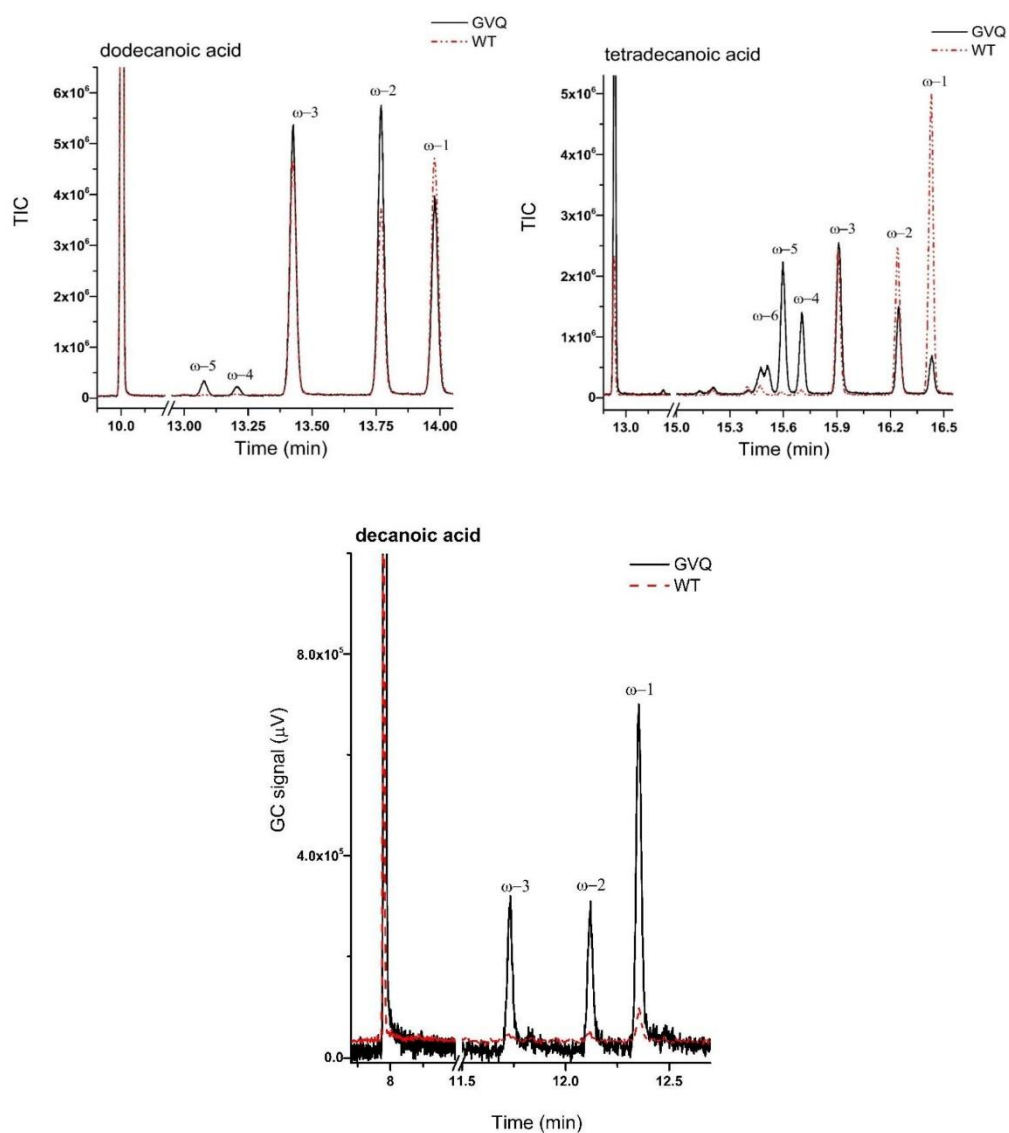 GVQ
WT
dodecanoic acid
6x10⁶
5x10⁶
4x10⁶
3x10⁶
2x10⁶
1x10⁶
0
TIC
ω−5
ω−4
ω−3
ω−2
ω−1
10.0 13.00 13.25 13.50 13.75 14.00
Time (min)
GVQ
WT
tetradecanoic acid
5x10⁶
4x10⁶
3x10⁶
2x10⁶
1x10⁶
0
TIC
ω−6
ω−5
ω−4
ω−3
ω−2
ω−1
13.0 15.0 15.3 15.6 15.9 16.2 16.5
Time (min)
decanoic acid
GVQ
WT
8.0x10⁵
4.0x10⁵
0.0
GC signal (μV)
ω−3
ω−2
ω−1
8 11.5 12.0 12.5
Time (min)